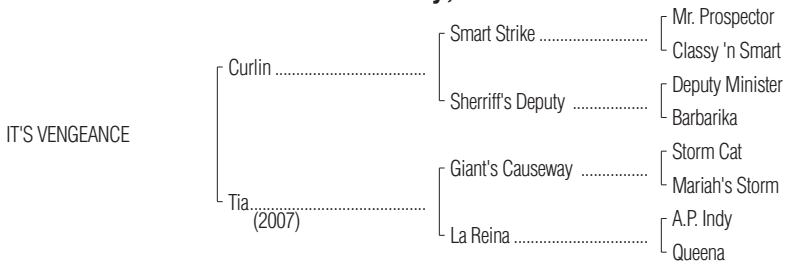 Mr. Prospector
Smart Strike ..........................
Classy 'n Smart
Curlin ....................................
Deputy Minister
Sherriff's Deputy ..................
Barbarika
IT'S VENGEANCE
Storm Cat
Giant's Causeway ................
Mariah's Storm
Tia..........................................
(2007)
A.P. Indy
La Reina ................................
Queena